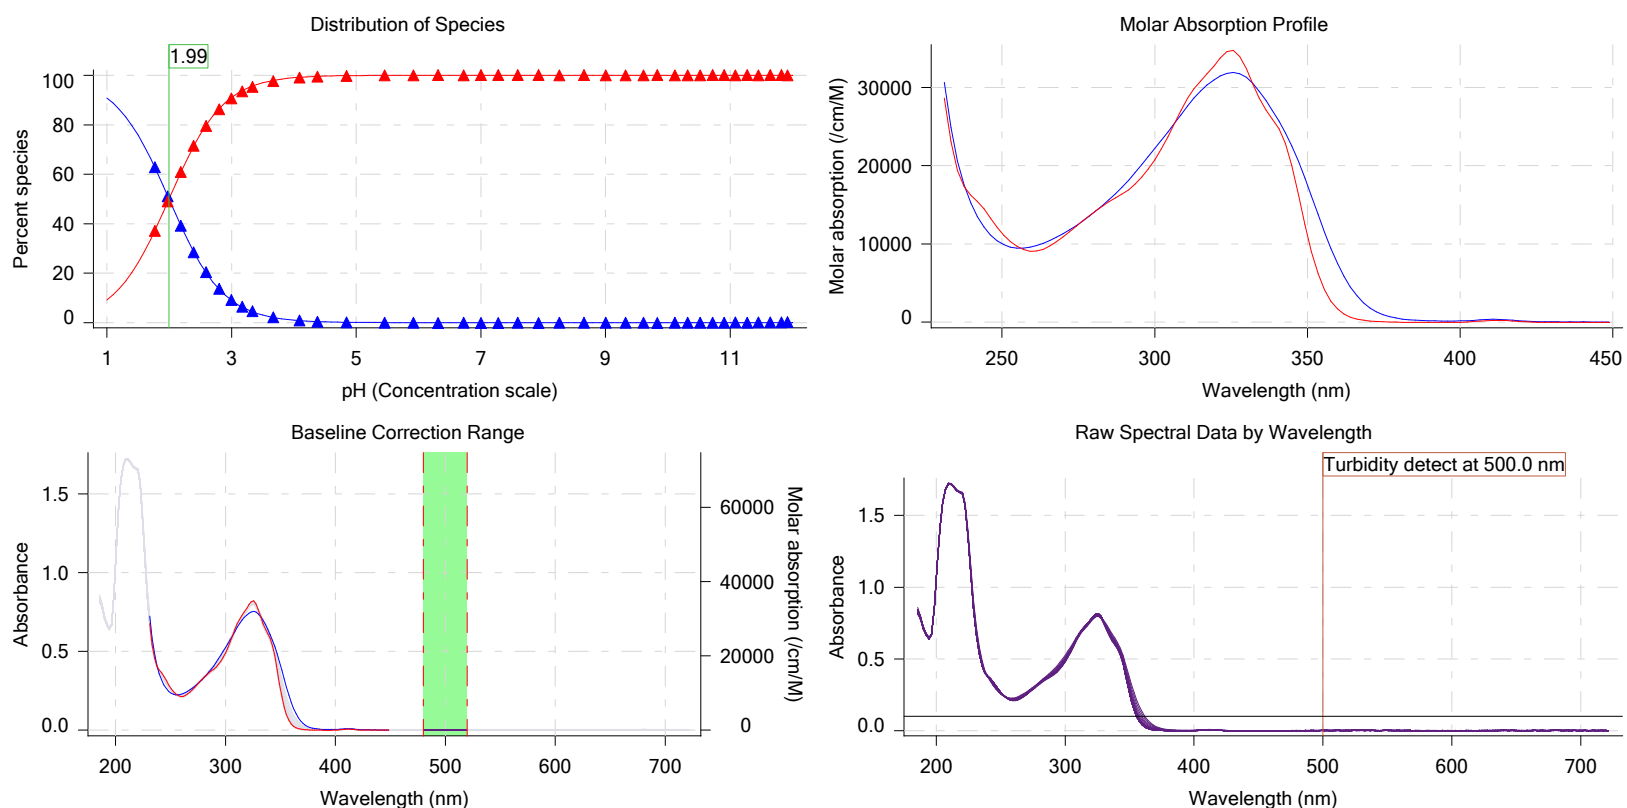 Distribution of Species
1.99
100
80
60
40
20
0
Percent species
1 3 5 7 9 11
pH (Concentration scale)
Molar Absorption Profile
30000
20000
10000
0
Molar absorption (/cm/M)
250 300 350 400 450
Wavelength (nm)
Baseline Correction Range
1.5
1.0
0.5
0.0
Absorbance
60000
40000
20000
0
Molar absorption (/cm/M)
200 300 400 500 600 700
Wavelength (nm)
Raw Spectral Data by Wavelength
Turbidity detect at 500.0 nm
1.5
1.0
0.5
0.0
Absorbance
200 300 400 500 600 700
Wavelength (nm)